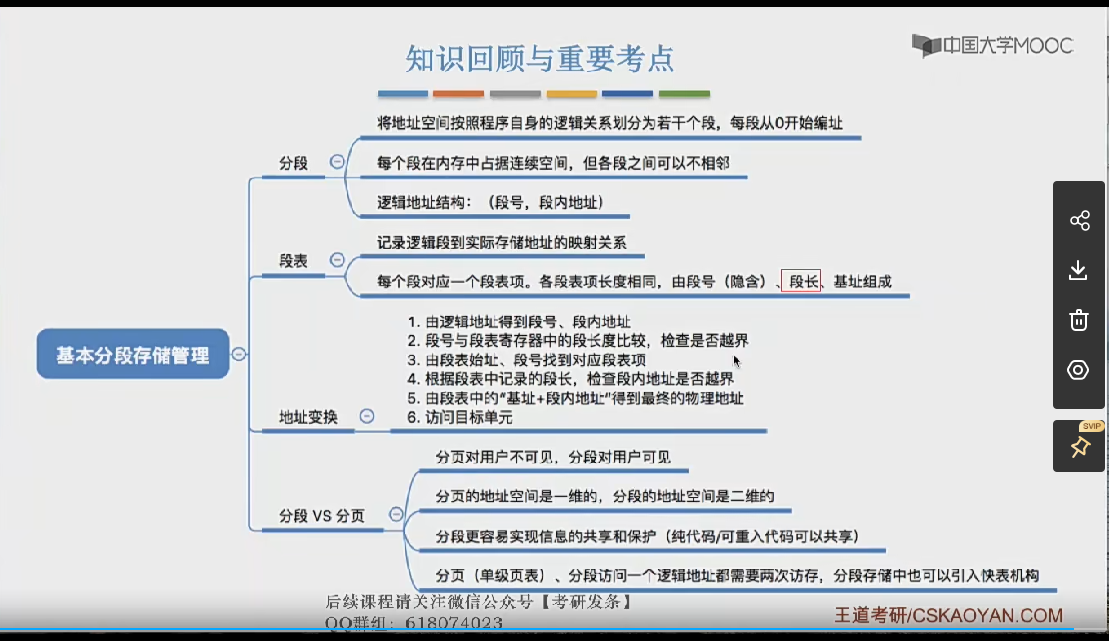 中国大学MOOC
知识回顾与重要考点
基本分段存储管理
分段
将地址空间按照程序自身的逻辑关系划分为若干个段，每段从0开始编址
每个段在内存中占据连续空间，但各段之间可以不相邻
逻辑地址结构：（段号，段内地址）
段表
记录逻辑段到实际存储地址的映射关系
每个段对应一个段表项。各段表项长度相同，由段号（隐含）、段长、基址组成
地址变换
1. 由逻辑地址得到段号、段内地址
2. 段号与段表寄存器中的段长度比较，检查是否越界
3. 由段表始址、段号找到对应段表项
4. 根据段表中记录的段长，检查段内地址是否越界
5. 由段表中的“基址+段内地址”得到最终的物理地址
6. 访问目标单元
分段 VS 分页
分页对用户不可见，分段对用户可见
分页的地址空间是一维的，分段的地址空间是二维的
分段更容易实现信息的共享和保护（纯代码/可重入代码可以共享）
分页（单级页表）、分段访问一个逻辑地址都需要两次访存，分段存储中也可以引入快表机构
后续课程请关注微信公众号【考研发条】
QQ群组：618074023
王道考研/CSKAOYAN.COM
SVIP